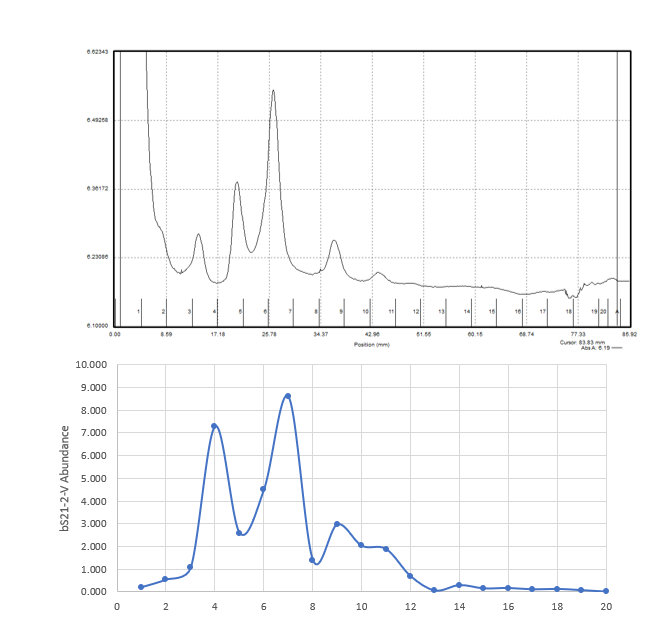 6.62343
6.49258
6.36172
6.23086
6.10000
1 2 3 4 5 6 7 8 9 10 11 12 13 14 15 16 17 18 19 20 A
0.00 8.59 17.18 25.78 34.37 42.96 51.55 60.15 68.74 77.33 85.92
Position (mm)
Cursor: 83.83 mm
Abs A: 6.19
10.000
9.000
8.000
7.000
6.000
5.000
4.000
3.000
2.000
1.000
0.000
bS21-2-V Abundance
0 2 4 6 8 10 12 14 16 18 20